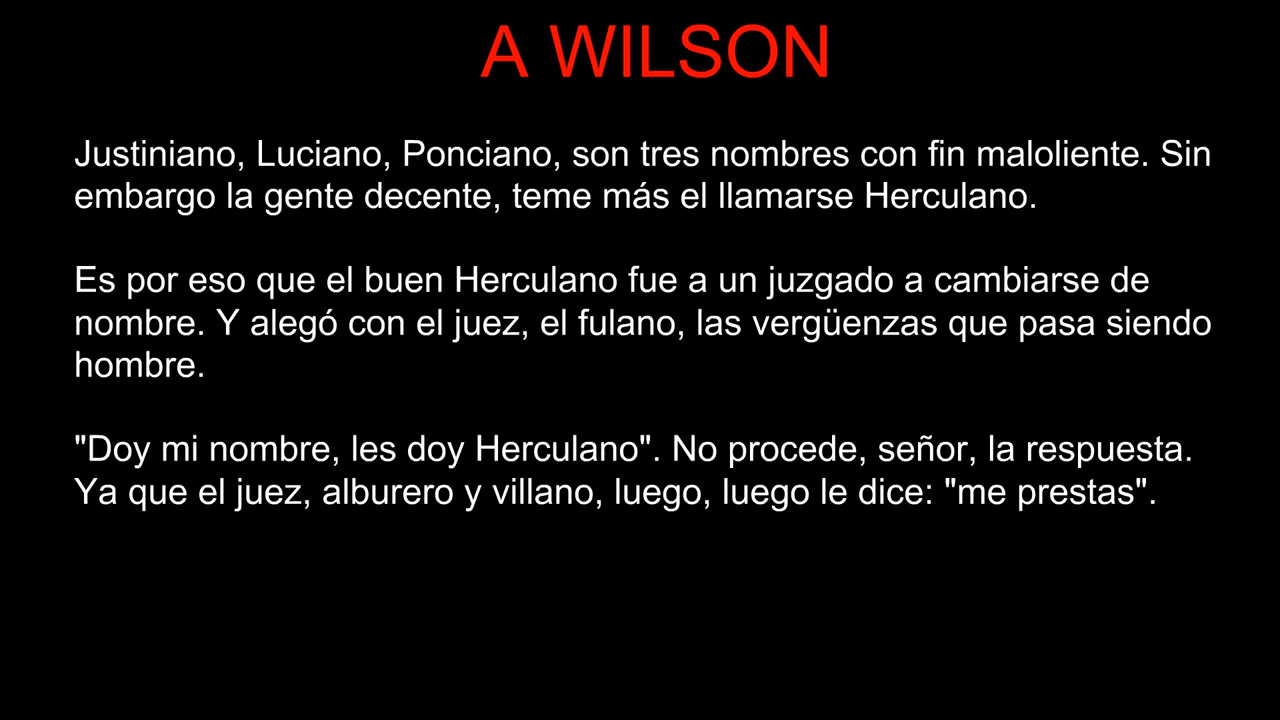 A WILSON
Justiniano, Luciano, Ponciano, son tres nombres con fin maloliente. Sin
embargo la gente decente, teme más el llamarse Herculano.
Es por eso que el buen Herculano fue a un juzgado a cambiarse de
nombre. Y alegó con el juez, el fulano, las vergüenzas que pasa siendo
hombre.
"Doy mi nombre, les doy Herculano". No procede, señor, la respuesta.
Ya que el juez, alburero y villano, luego, luego le dice: "me prestas".